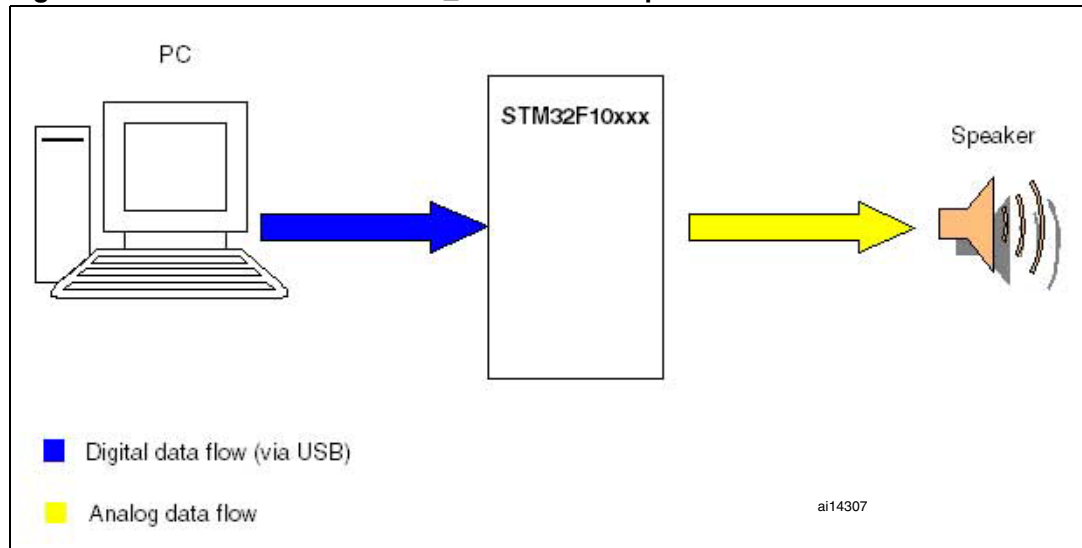 PC
STM32F10xxx
Speaker
Digital data flow (via USB)
Analog data flow
ai14307